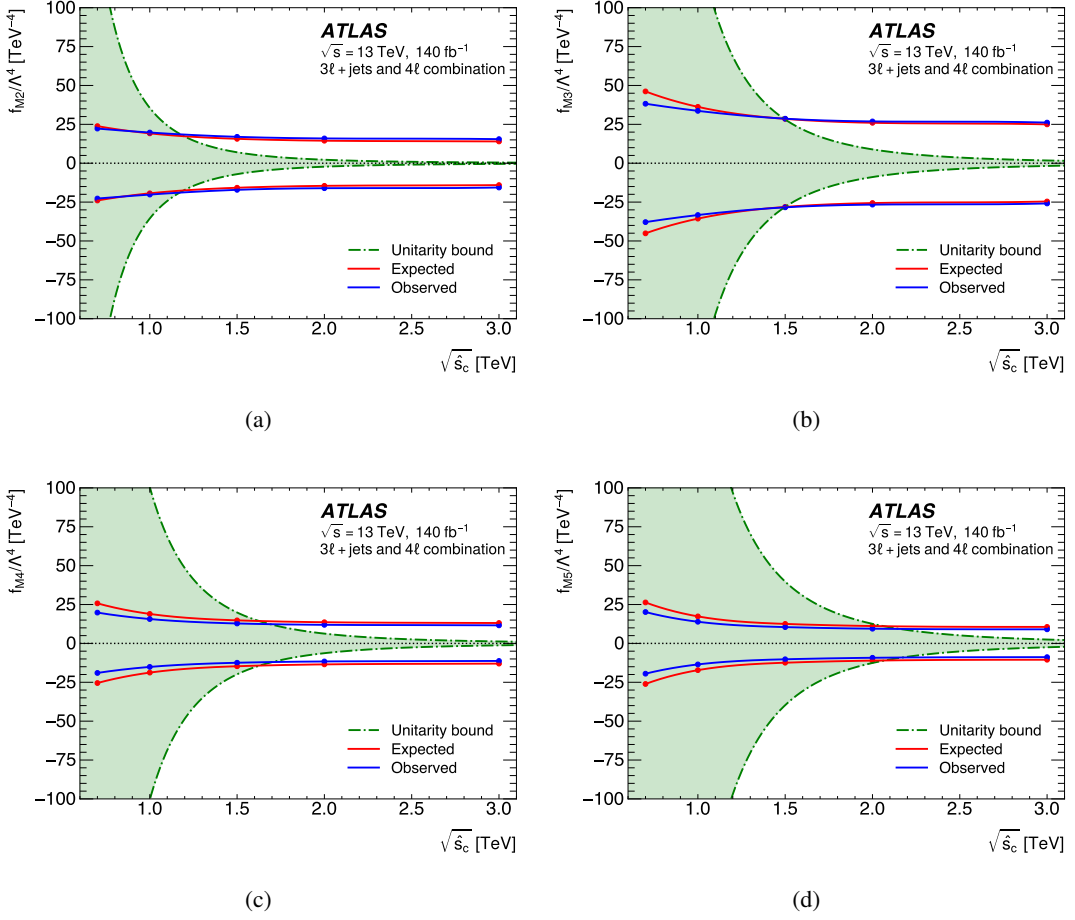 f_M2/Λ⁴ [TeV⁻⁴]
100
75
50
25
0
−25
−50
−75
−100
ATLAS
√s = 13 TeV, 140 fb⁻¹
3ℓ + jets and 4ℓ combination
Unitarity bound
Expected
Observed
1.0 1.5 2.0 2.5 3.0
√ŝ_c [TeV]
(a)
f_M3/Λ⁴ [TeV⁻⁴]
100
75
50
25
0
−25
−50
−75
−100
ATLAS
√s = 13 TeV, 140 fb⁻¹
3ℓ + jets and 4ℓ combination
Unitarity bound
Expected
Observed
1.0 1.5 2.0 2.5 3.0
√ŝ_c [TeV]
(b)
f_M4/Λ⁴ [TeV⁻⁴]
100
75
50
25
0
−25
−50
−75
−100
ATLAS
√s = 13 TeV, 140 fb⁻¹
3ℓ + jets and 4ℓ combination
Unitarity bound
Expected
Observed
1.0 1.5 2.0 2.5 3.0
√ŝ_c [TeV]
(c)
f_M5/Λ⁴ [TeV⁻⁴]
100
75
50
25
0
−25
−50
−75
−100
ATLAS
√s = 13 TeV, 140 fb⁻¹
3ℓ + jets and 4ℓ combination
Unitarity bound
Expected
Observed
1.0 1.5 2.0 2.5 3.0
√ŝ_c [TeV]
(d)